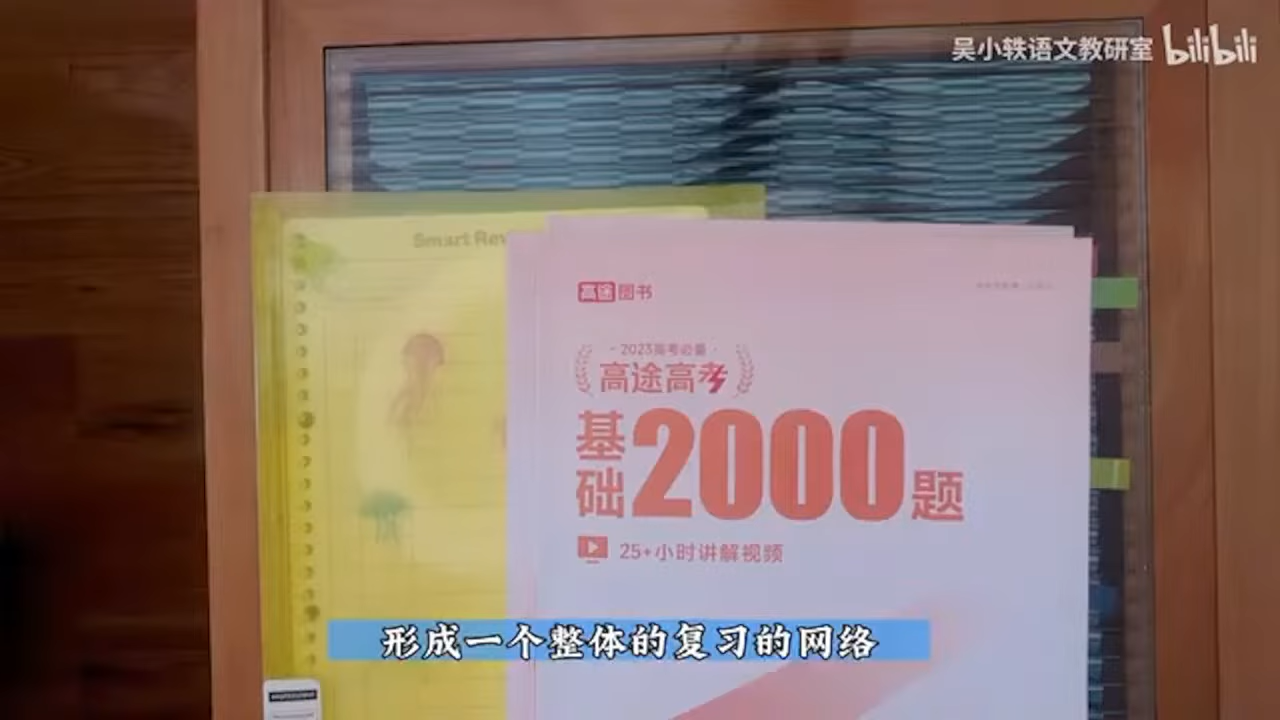 吴小轶语文教研室 bilibili
Smart Rev
高途图书
·2023高考必备·
高途高考
基础2000题
25+小时讲解视频
形成一个整体的复习的网络